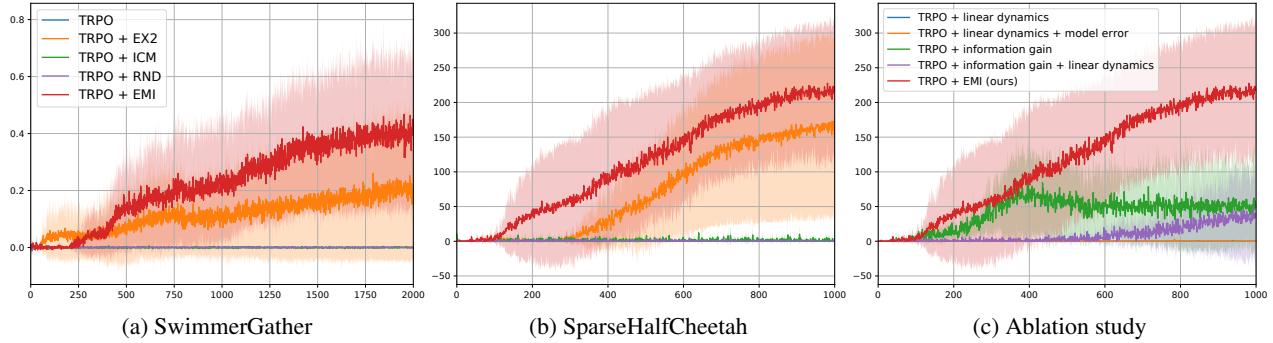 0.8
0.6
0.4
0.2
0.0
0 250 500 750 1000 1250 1500 1750 2000
TRPO
TRPO + EX2
TRPO + ICM
TRPO + RND
TRPO + EMI
(a) SwimmerGather
300
250
200
150
100
50
0
−50
200 400 600 800 1000
(b) SparseHalfCheetah
300
250
200
150
100
50
0
−50
200 400 600 800 1000
TRPO + linear dynamics
TRPO + linear dynamics + model error
TRPO + information gain
TRPO + information gain + linear dynamics
TRPO + EMI (ours)
(c) Ablation study